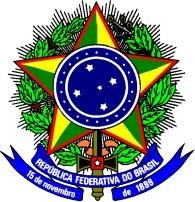 REPÚBLICA FEDERATIVA DO BRASIL
15 de novembro de 1889